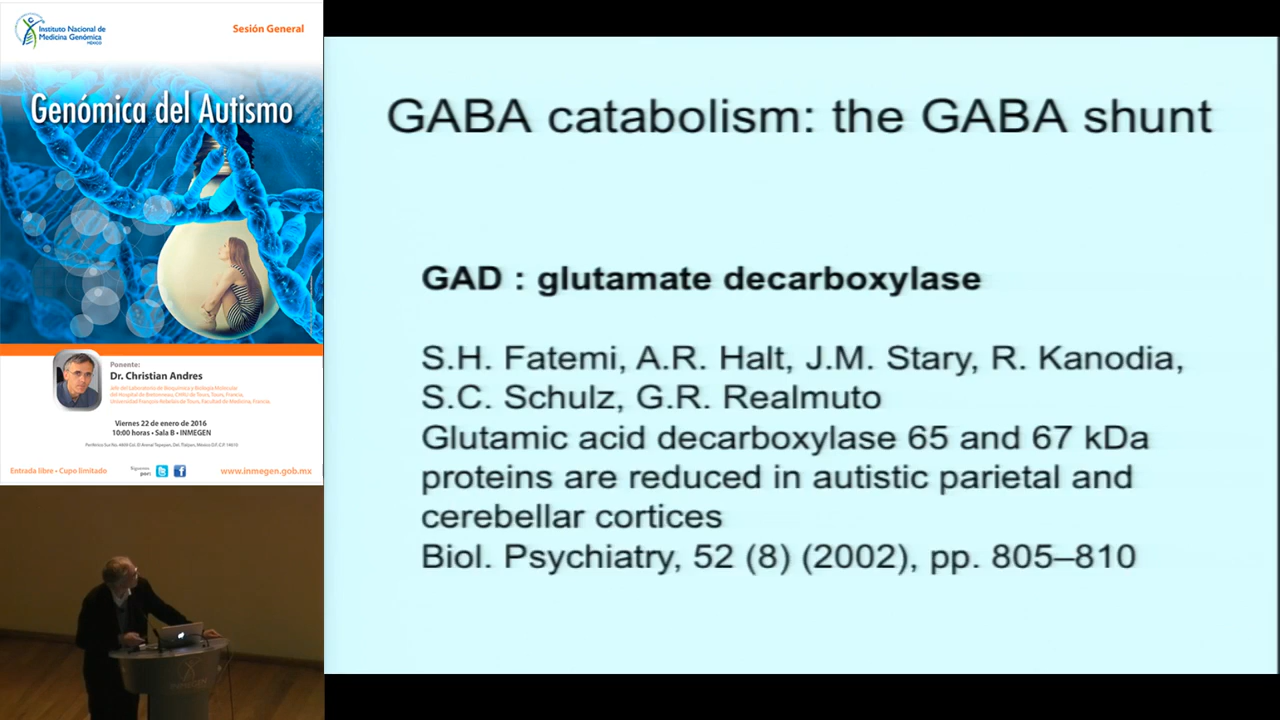 Instituto Nacional de
Medicina Genómica
MÉXICO
Sesión General
Genómica del Autismo
Ponente:
Dr. Christian Andres
Jefe del Laboratorio de Bioquímica y Biología Molecular
del Hospital de Bretonneau, CHRU de Tours, Tours, Francia.
Universidad François Rabelais de Tours, Facultad de Medicina, Francia.
Viernes 22 de enero de 2016
10:00 horas • Sala B • INMEGEN
Periférico Sur No. 4809 Col. El Arenal Tepepan, Del. Tlalpan, México D.F. C.P. 14610
Entrada libre • Cupo limitado
Síguenos
por:
www.inmegen.gob.mx
GABA catabolism: the GABA shunt
GAD : glutamate decarboxylase
S.H. Fatemi, A.R. Halt, J.M. Stary, R. Kanodia,
S.C. Schulz, G.R. Realmuto
Glutamic acid decarboxylase 65 and 67 kDa
proteins are reduced in autistic parietal and
cerebellar cortices
Biol. Psychiatry, 52 (8) (2002), pp. 805–810